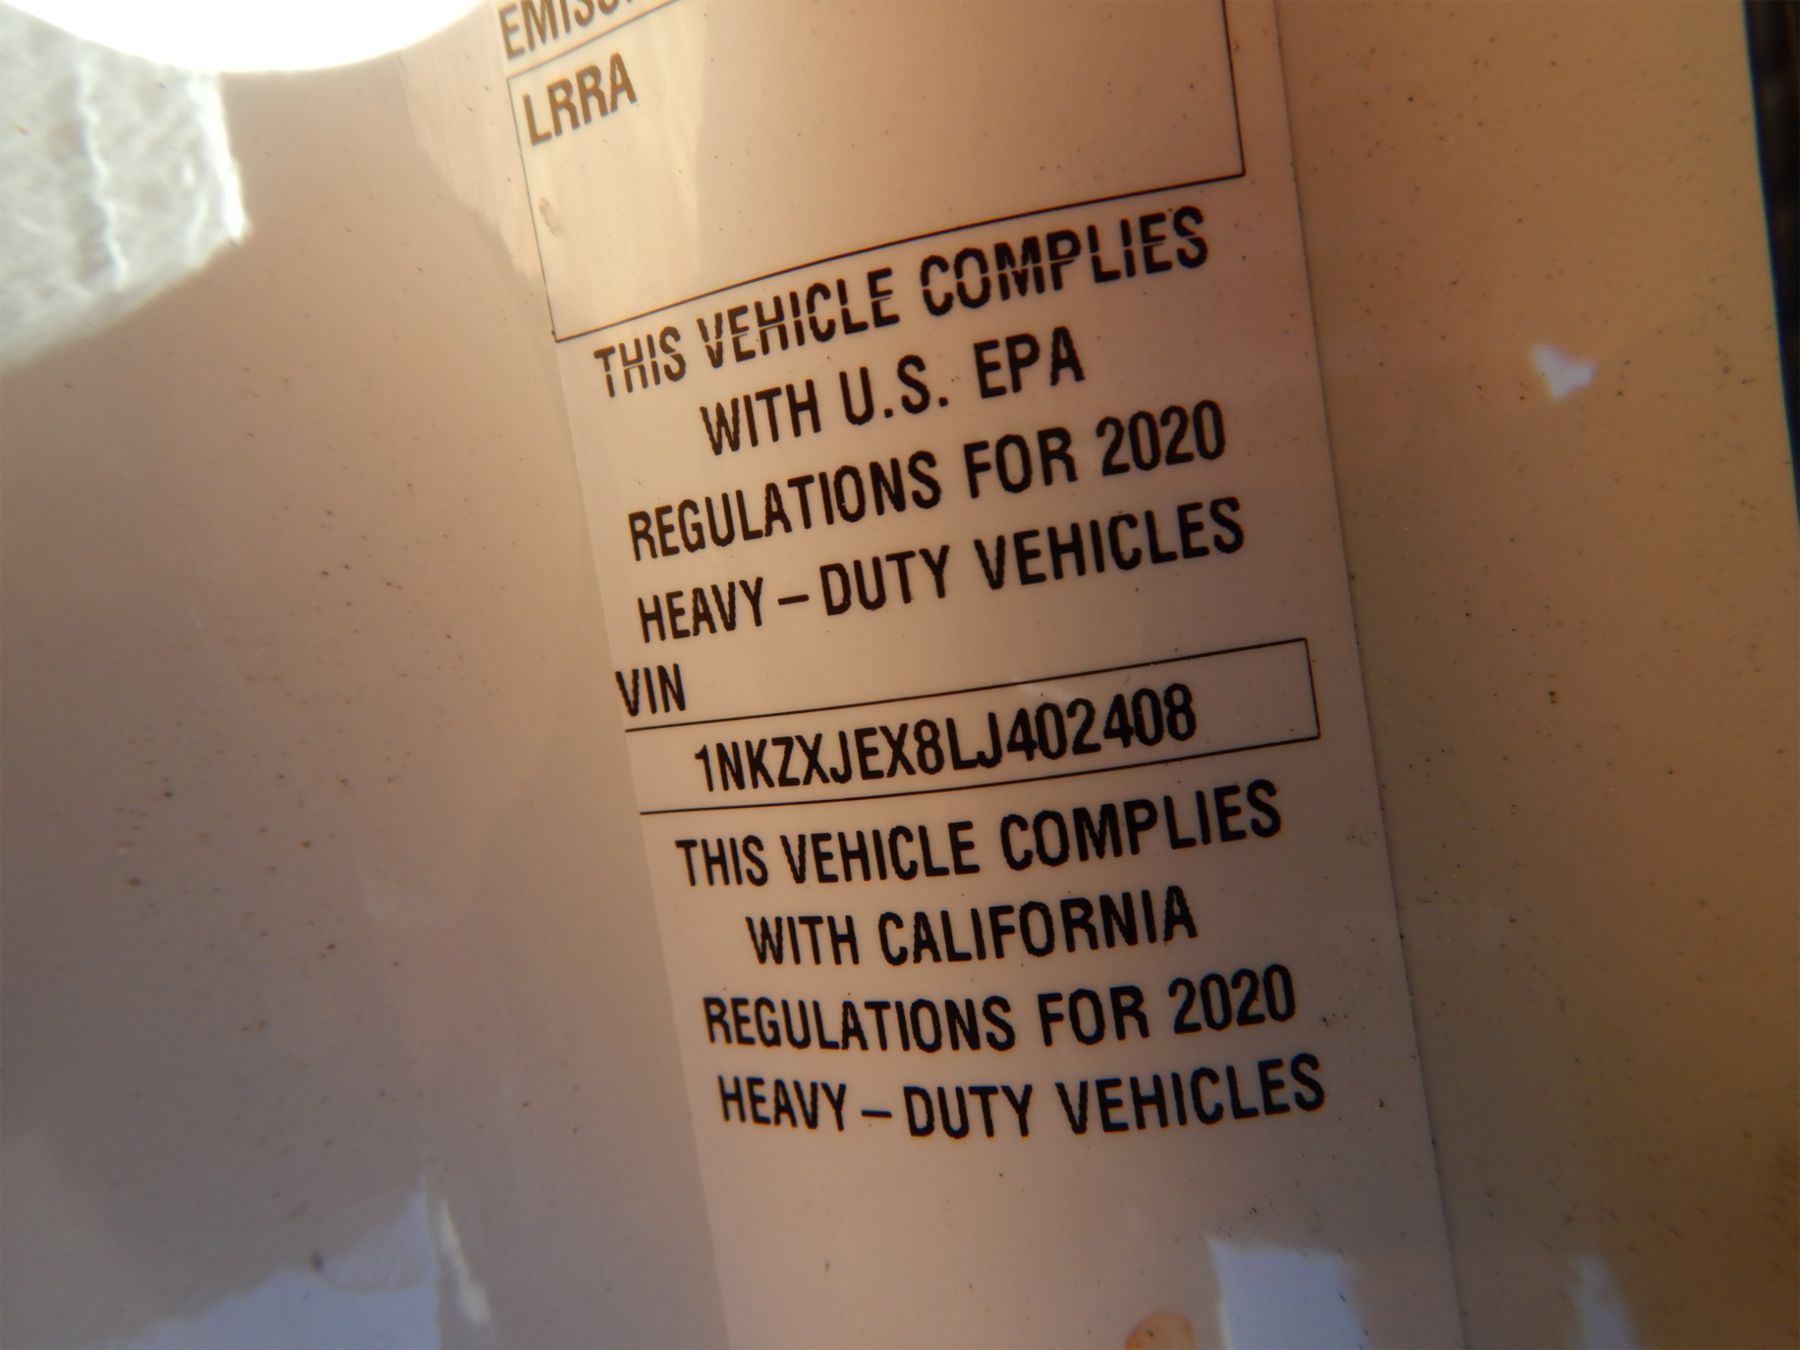 LRRA
THIS VEHICLE COMPLIES
WITH U.S. EPA
REGULATIONS FOR 2020
HEAVY – DUTY VEHICLES
VIN
1NKZXJEX8LJ402408
THIS VEHICLE COMPLIES
WITH CALIFORNIA
REGULATIONS FOR 2020
HEAVY – DUTY VEHICLES